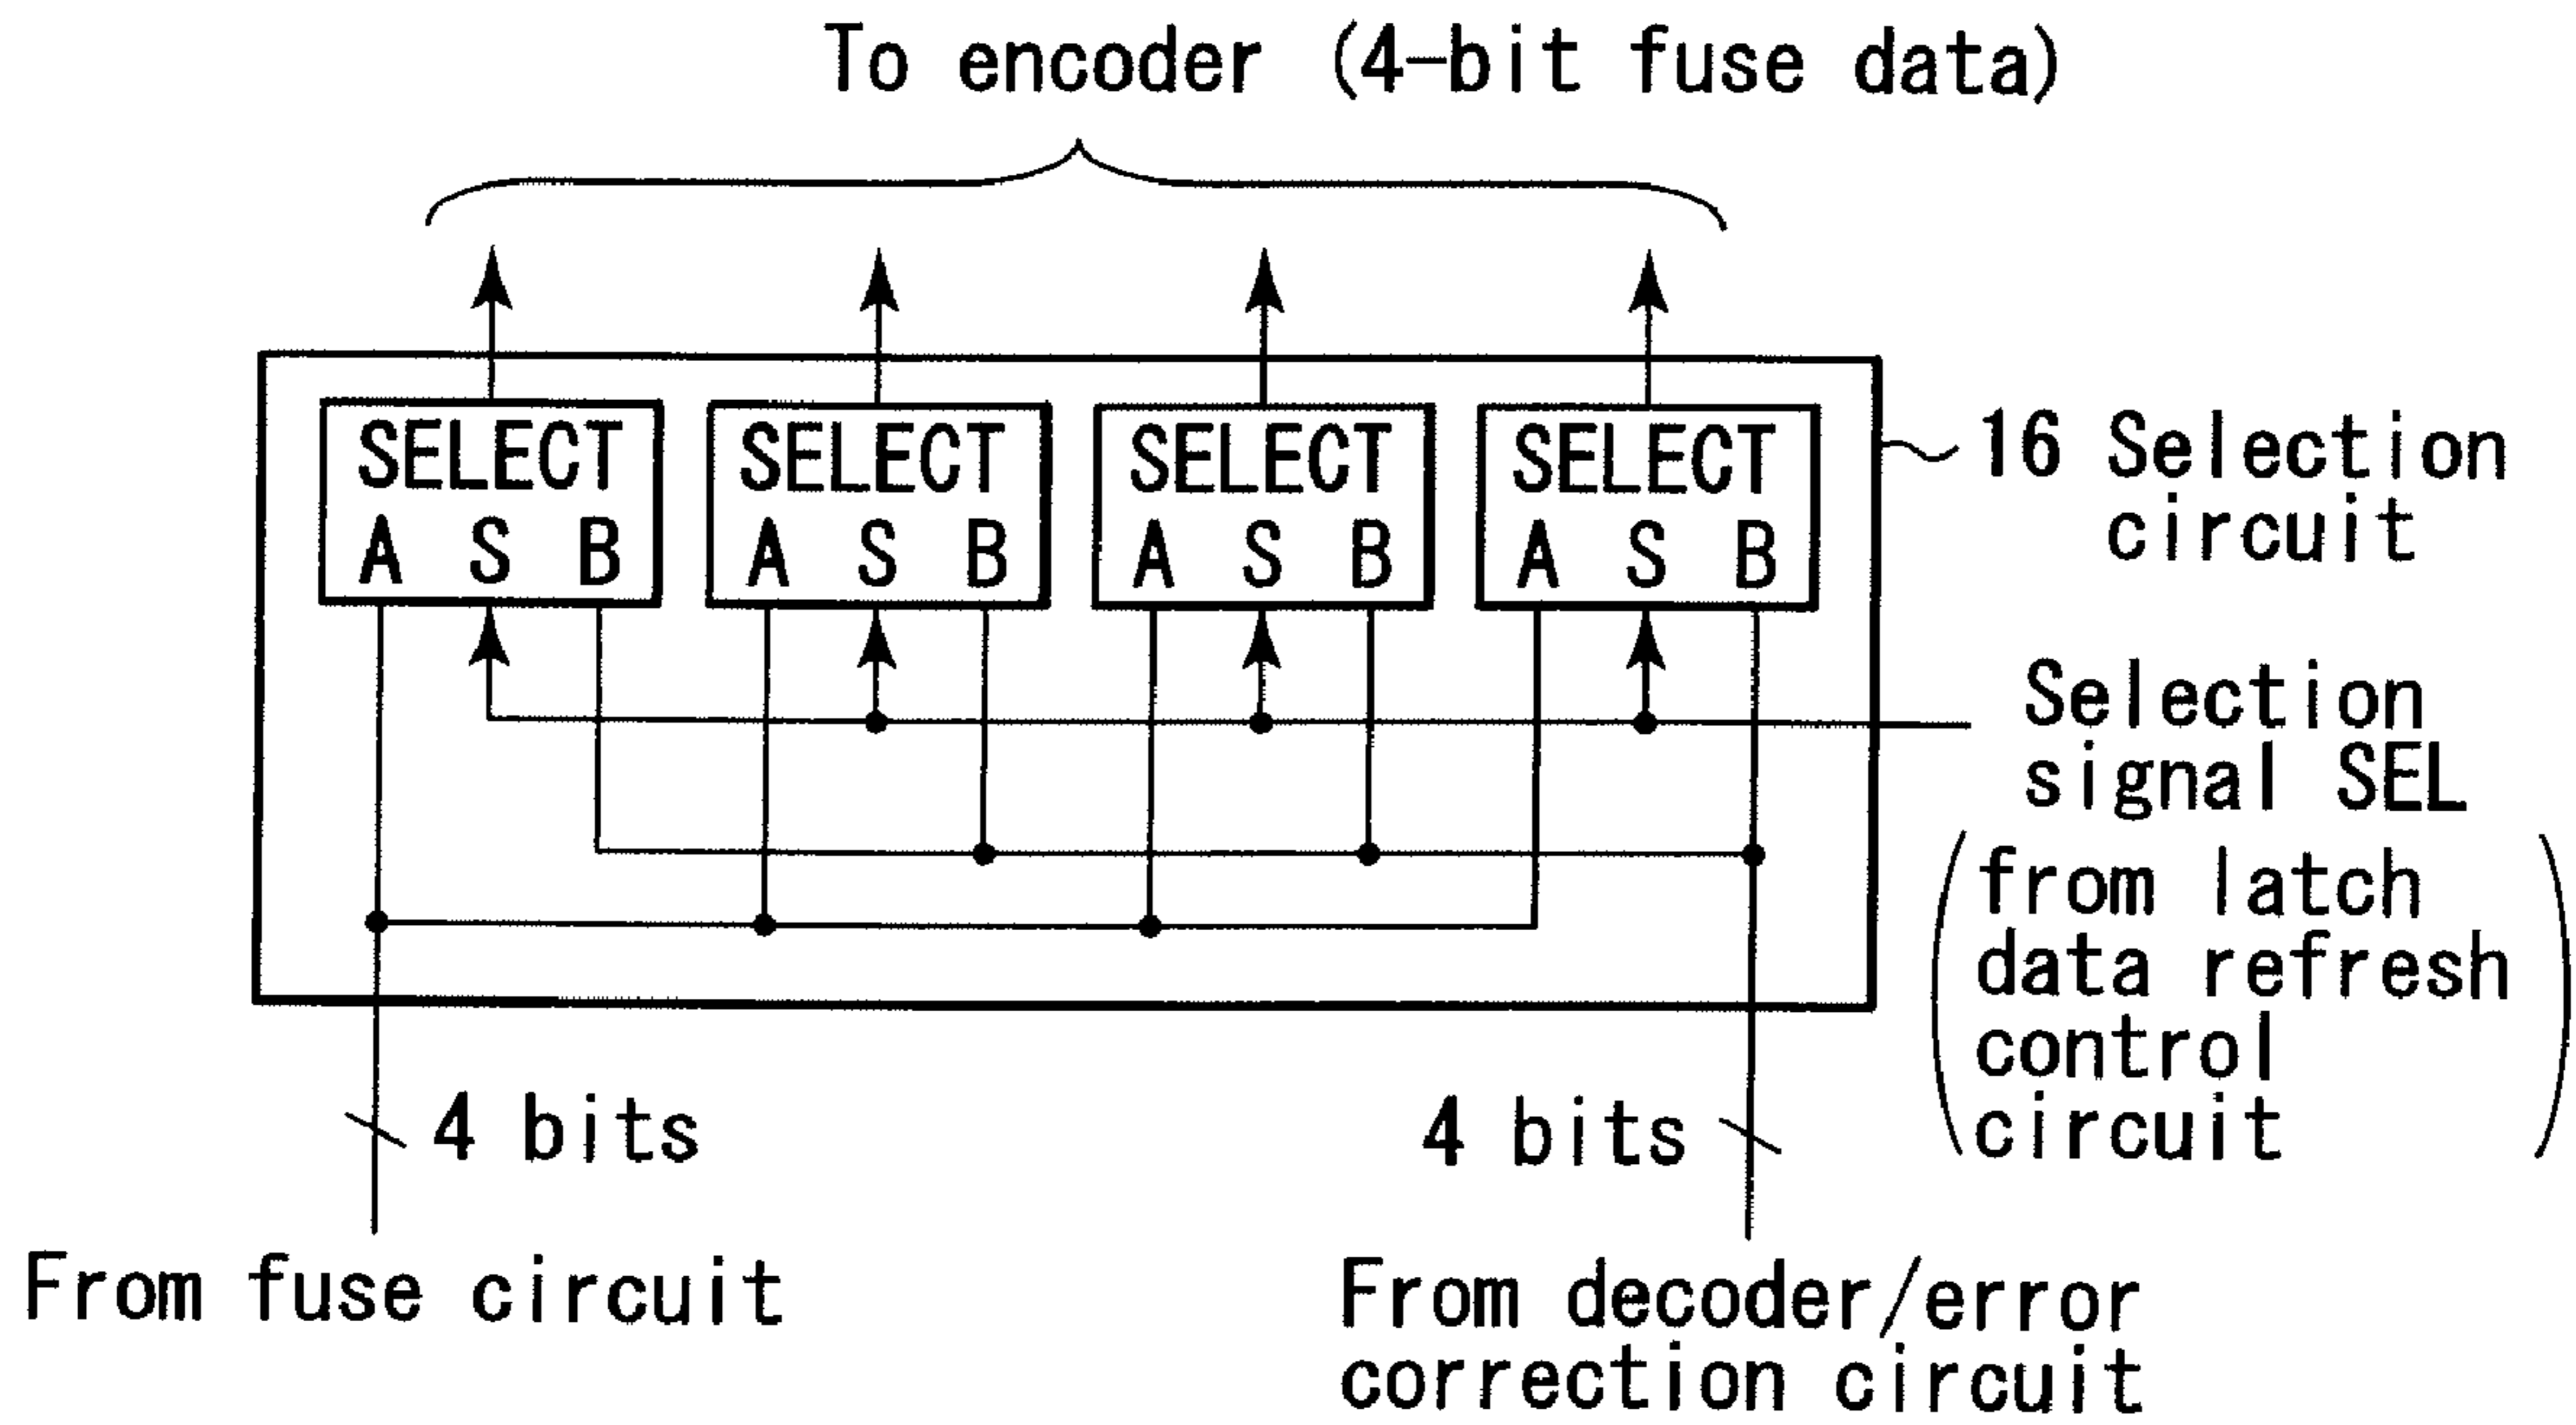 To encoder (4-bit fuse data)
SELECT SELECT SELECT SELECT
A S B A S B A S B A S B
16 Selection
circuit
Selection
signal SEL
(from latch
data refresh
control
circuit)
4 bits
4 bits
From fuse circuit
From decoder/error
correction circuit